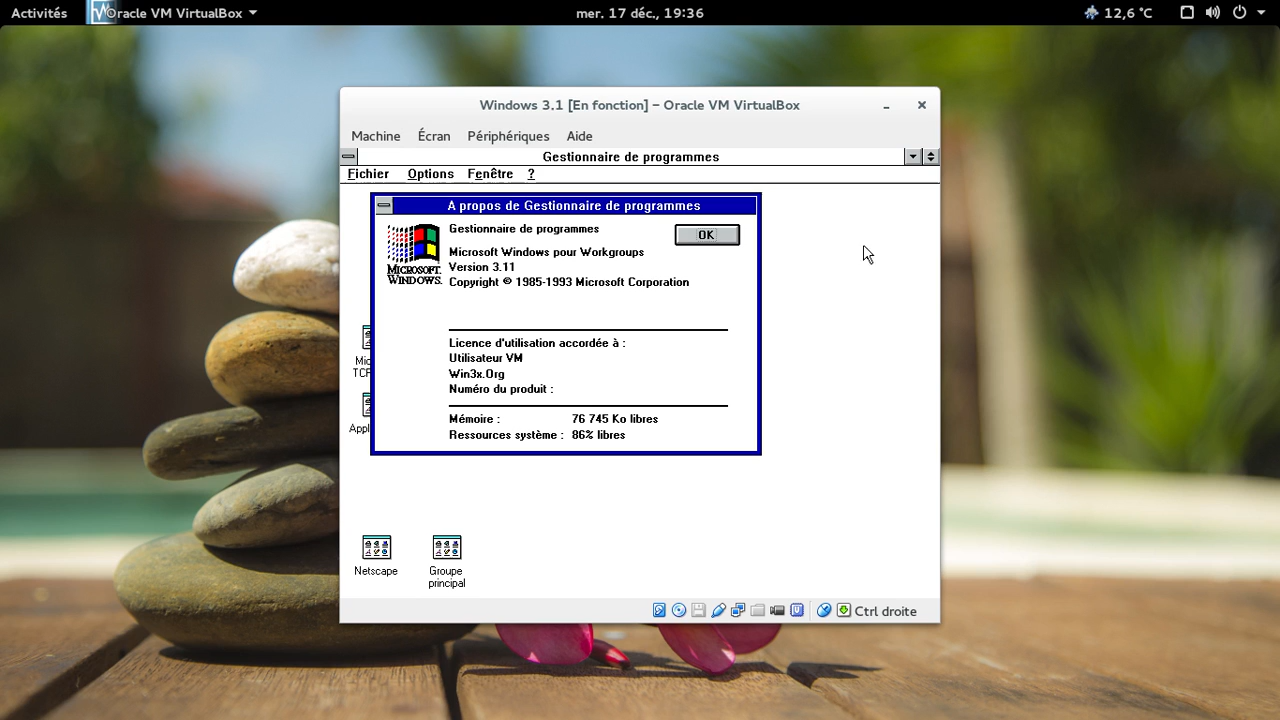 Activités
Oracle VM VirtualBox
mer. 17 déc., 19:36
12,6 °C
Windows 3.1 [En fonction] – Oracle VM VirtualBox
Machine Écran Périphériques Aide
Gestionnaire de programmes
Fichier Options Fenêtre ?
A propos de Gestionnaire de programmes
Gestionnaire de programmes
OK
Microsoft Windows pour Workgroups
Version 3.11
Copyright © 1985-1993 Microsoft Corporation
MICROSOFT.
WINDOWS.
Licence d'utilisation accordée à :
Utilisateur VM
Win3x.Org
Numéro du produit :
Mémoire : 76 745 Ko libres
Ressources système : 86% libres
Netscape
Groupe
principal
Ctrl droite